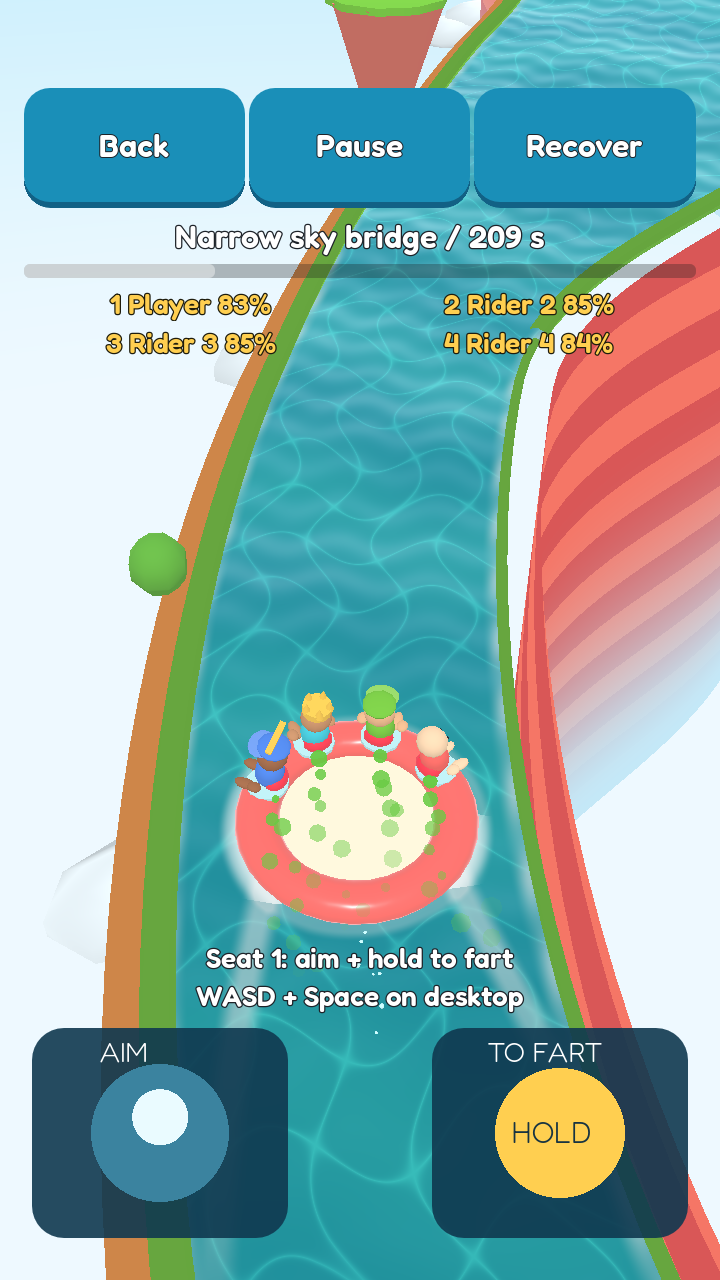 Back
Pause
Recover
Narrow sky bridge / 209 s
1 Player 83%
2 Rider 2 85%
3 Rider 3 85%
4 Rider 4 84%
Seat 1: aim + hold to fart
WASD + Space on desktop
AIM
TO FART
HOLD